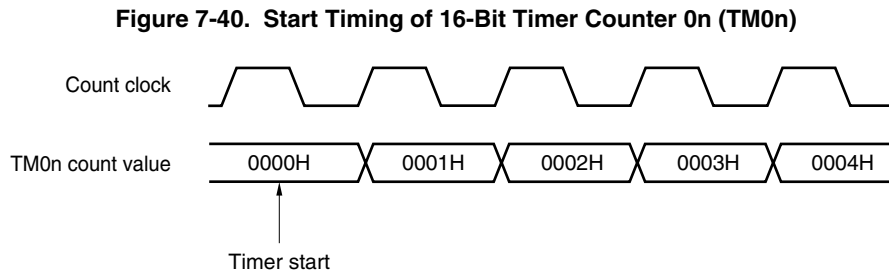 Figure 7-40. Start Timing of 16-Bit Timer Counter 0n (TM0n)
Count clock
TM0n count value 0000H 0001H 0002H 0003H 0004H
Timer start